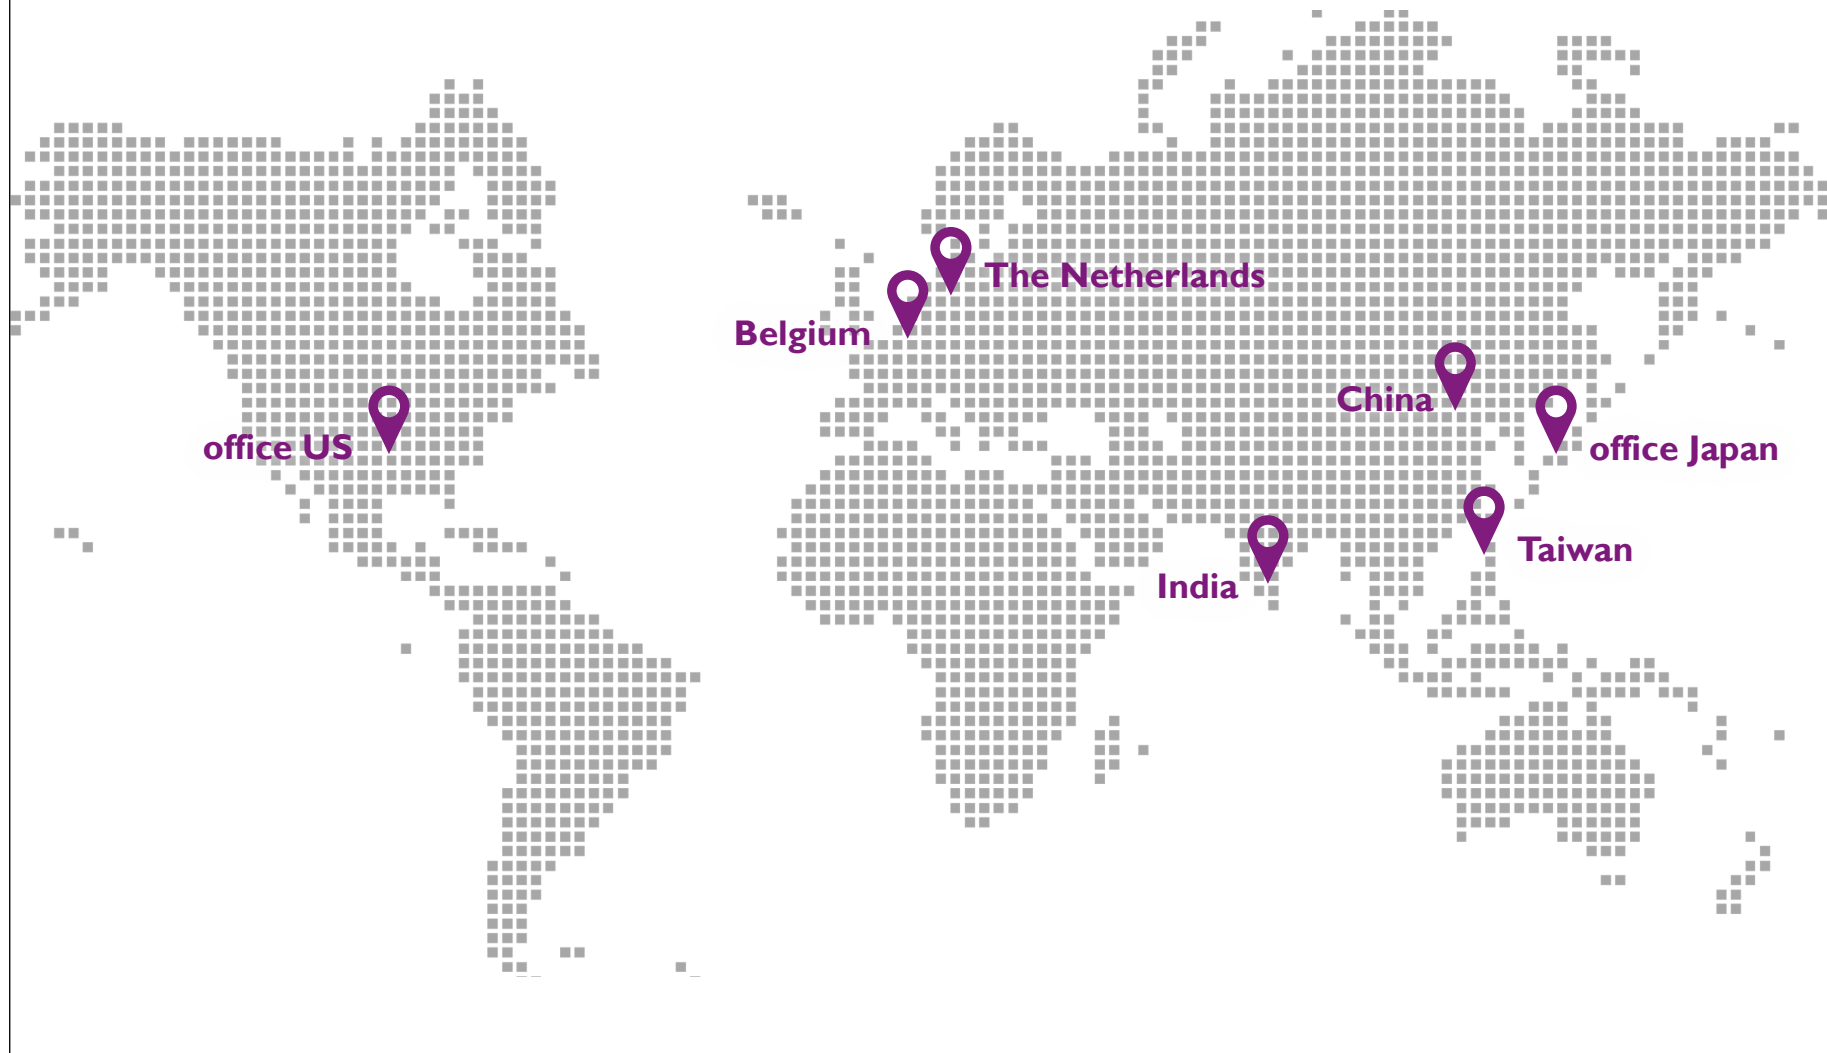 The Netherlands
Belgium
China
office US
office Japan
Taiwan
India